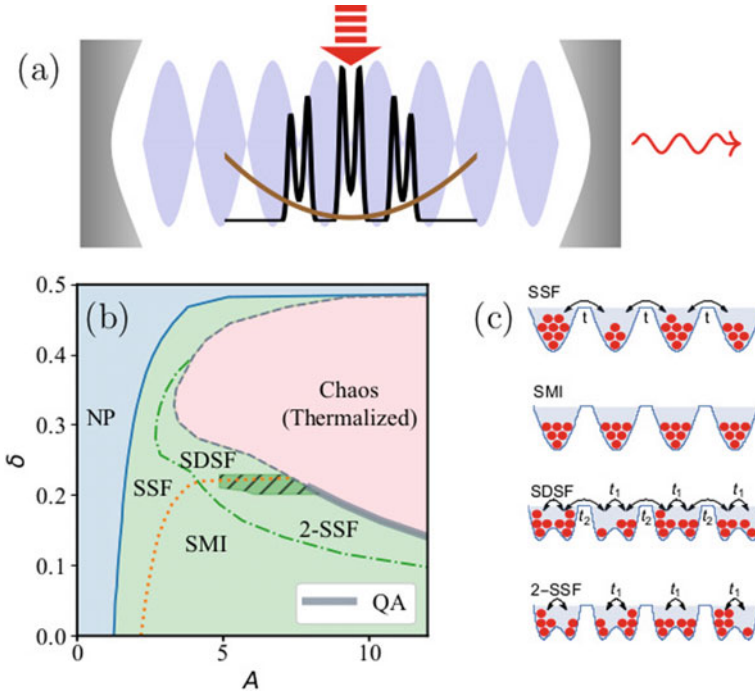 (a)
(b)
0.5
0.4
0.3
0.2
0.1
0.0
δ
NP
SSF
SDSF
SMI
2-SSF
Chaos
(Thermalized)
QA
0
5
10
A
(c)
SSF
t
t
t
SMI
SDSF
t₁
t₁
t₁
t₂
t₂
t₂
2-SSF
t₁
t₁
t₁